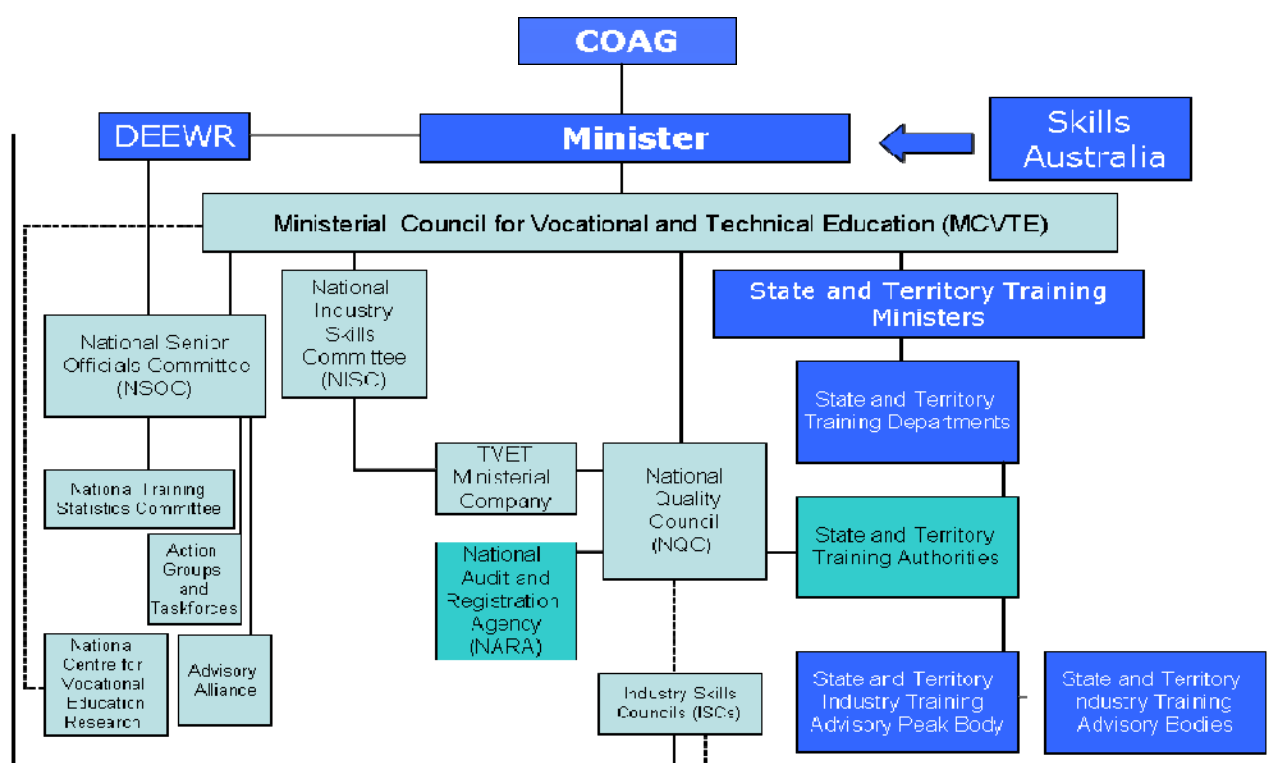 COAG
DEEWR
Minister
Skills
Australia
Ministerial Council for Vocational and Technical Education (MCVTE)
National
Industry
Skills
Committee
(NISC)
State and Territory Training
Ministers
National Senior
Officials Committee
(NSOC)
State and Territory
Training Departments
TVET
Ministerial
Company
National
Quality
Council
(NQC)
National Training
Statistics Committee
State and Territory
Training Authorities
Action
Groups
and
Taskforces
National
Audit and
Registration
Agency
(NARA)
National
Centre for
Vocational
Education
Research
Advisory
Alliance
Industry Skills
Councils (ISCs)
State and Territory
Industry Training
Advisory Peak Body
State and Territory
ndustry Training
Advisory Bodies